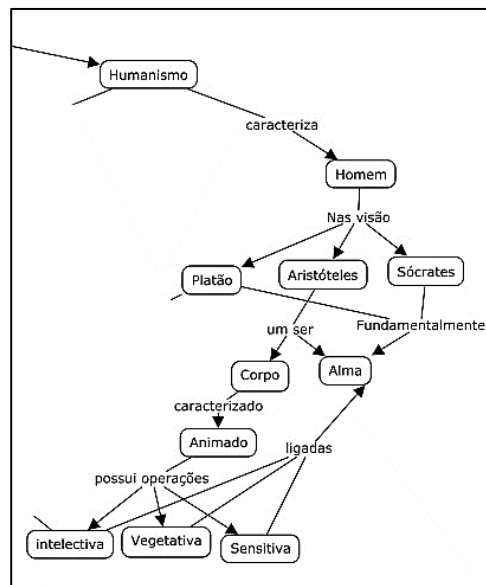 Humanismo
caracteriza
Homem
Nas visão
Platão
Aristóteles
Sócrates
um ser
Fundamentalmente
Corpo
Alma
caracterizado
Animado
ligadas
possui operações
intelectiva
Vegetativa
Sensitiva